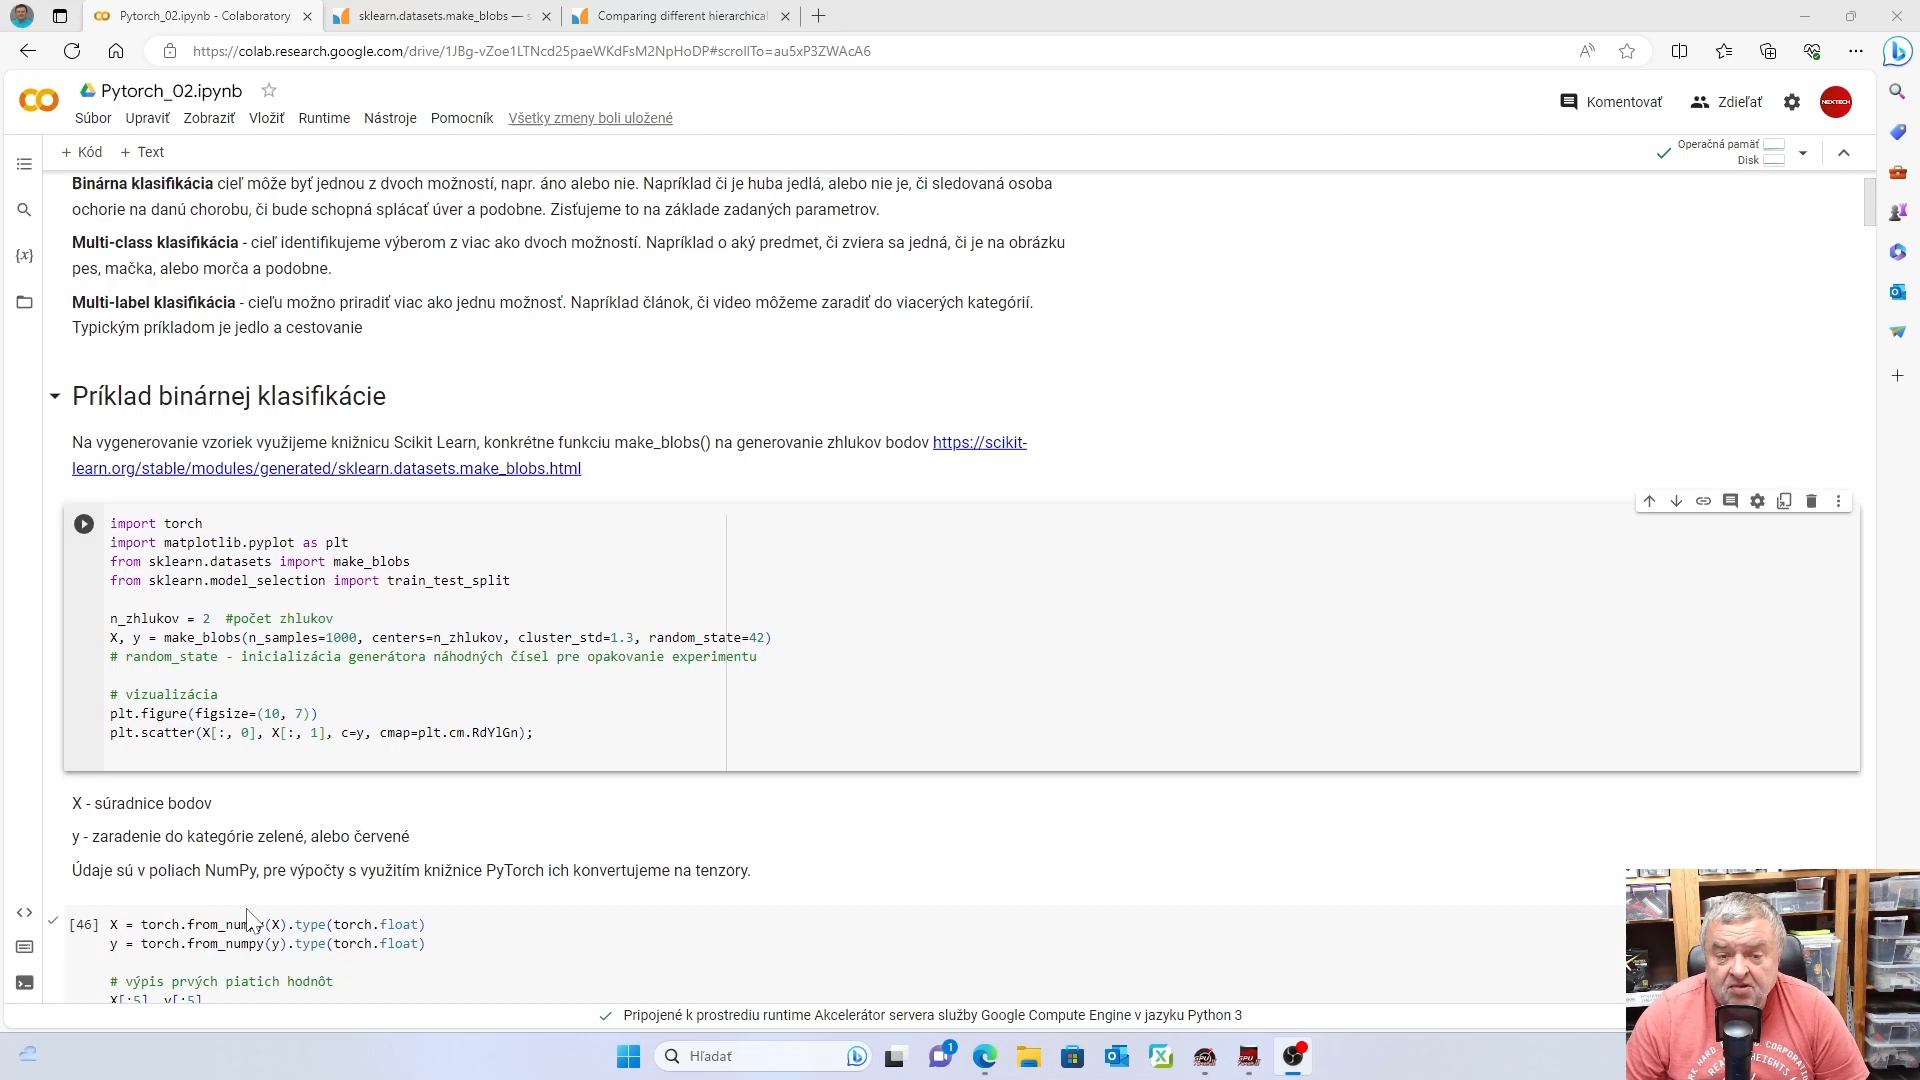 Pytorch_02.ipynb - Colaboratory
sklearn.datasets.make_blobs — s
Comparing different hierarchical
https://colab.research.google.com/drive/1JBg-vZoe1LTNcd25paeWKdFsM2NpHoDP#scrollTo=au5xP3ZWAcA6
Pytorch_02.ipynb
Komentovať
Zdieľať
NEXTECH
Súbor Upraviť Zobraziť Vložiť Runtime Nástroje Pomocník Všetky zmeny boli uložené
+ Kód + Text
Operačná pamäť
Disk
Binárna klasifikácia cieľ môže byť jednou z dvoch možností, napr. áno alebo nie. Napríklad či je huba jedlá, alebo nie je, či sledovaná osoba
ochorie na danú chorobu, či bude schopná splácať úver a podobne. Zisťujeme to na základe zadaných parametrov.
Multi-class klasifikácia - cieľ identifikujeme výberom z viac ako dvoch možností. Napríklad o aký predmet, či zviera sa jedná, či je na obrázku
pes, mačka, alebo morča a podobne.
Multi-label klasifikácia - cieľu možno priradiť viac ako jednu možnosť. Napríklad článok, či video môžeme zaradiť do viacerých kategórií.
Typickým príkladom je jedlo a cestovanie
Príklad binárnej klasifikácie
Na vygenerovanie vzoriek využijeme knižnicu Scikit Learn, konkrétne funkciu make_blobs() na generovanie zhlukov bodov https://scikit-
learn.org/stable/modules/generated/sklearn.datasets.make_blobs.html
import torch
import matplotlib.pyplot as plt
from sklearn.datasets import make_blobs
from sklearn.model_selection import train_test_split
n_zhlukov = 2  #počet zhlukov
X, y = make_blobs(n_samples=1000, centers=n_zhlukov, cluster_std=1.3, random_state=42)
# random_state - inicializácia generátora náhodných čísel pre opakovanie experimentu
# vizualizácia
plt.figure(figsize=(10, 7))
plt.scatter(X[:, 0], X[:, 1], c=y, cmap=plt.cm.RdYlGn);
X - súradnice bodov
y - zaradenie do kategórie zelené, alebo červené
Údaje sú v poliach NumPy, pre výpočty s využitím knižnice PyTorch ich konvertujeme na tenzory.
[46] X = torch.from_numpy(X).type(torch.float)
y = torch.from_numpy(y).type(torch.float)
# výpis prvých piatich hodnôt
X[:5], y[:5]
Pripojené k prostrediu runtime Akcelerátor servera služby Google Compute Engine v jazyku Python 3
Hľadať
1